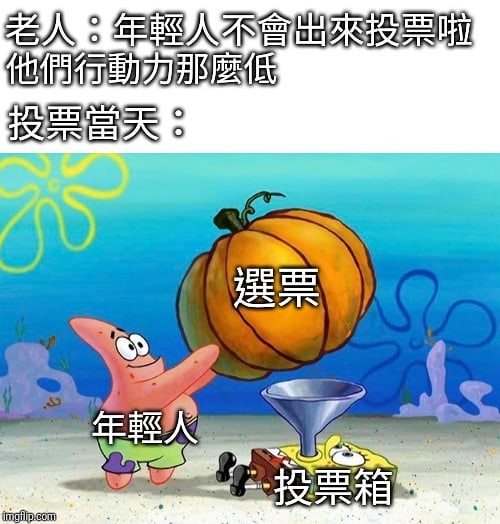 老人：年輕人不會出來投票啦
他們行動力那麼低
投票當天：
選票
年輕人
投票箱
imgflip.com